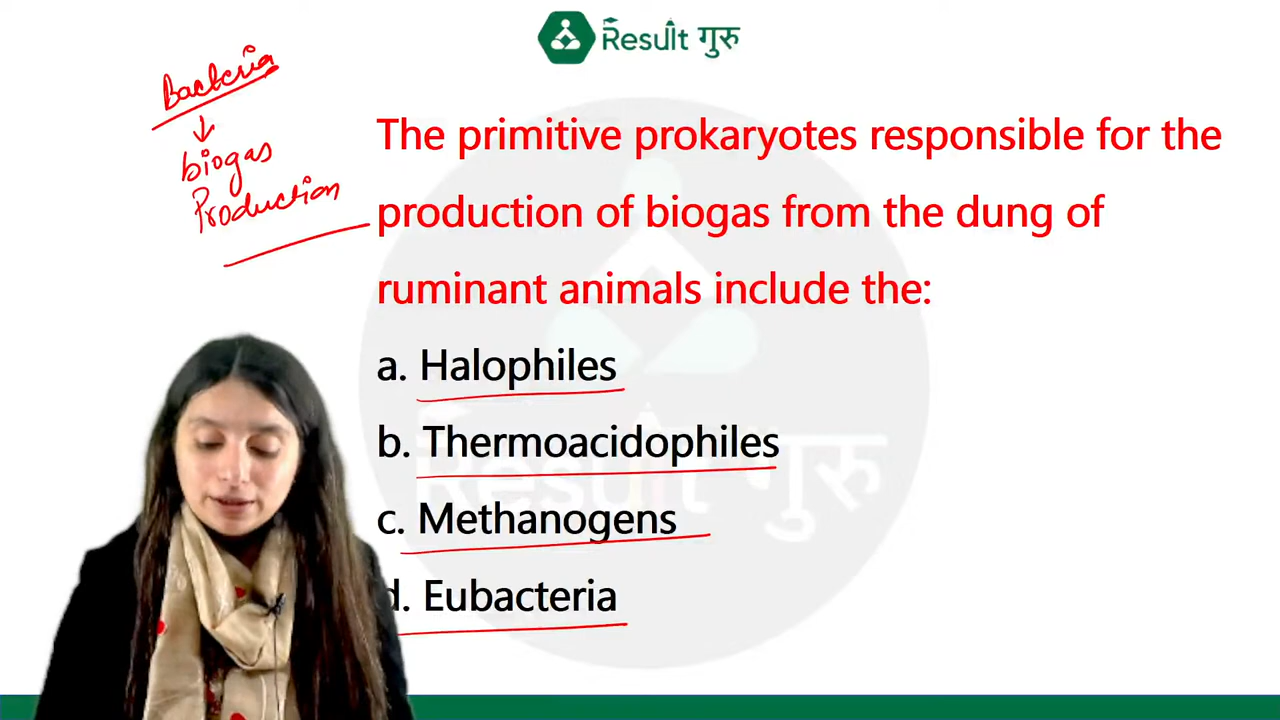 Result गुरु
Bacteria
biogas
Production
The primitive prokaryotes responsible for the
production of biogas from the dung of
ruminant animals include the:
a. Halophiles
b. Thermoacidophiles
c. Methanogens
d. Eubacteria
Result गुरु